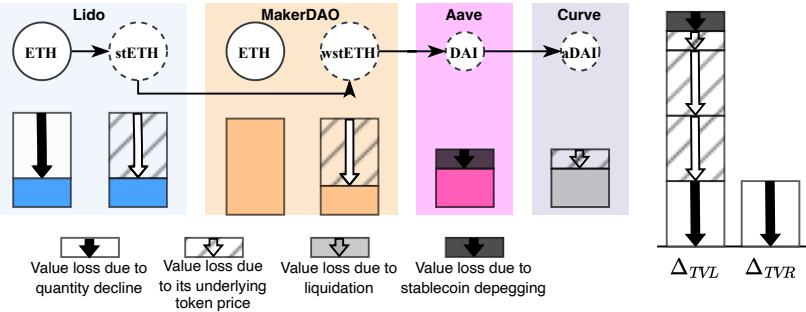 Lido
MakerDAO
Aave
Curve
ETH
stETH
ETH
wstETH
DAI
aDAI
Value loss due to
quantity decline
Value loss due
to its underlying
token price
Value loss due to
liquidation
Value loss due to
stablecoin depegging
Δ_TVL
Δ_TVR